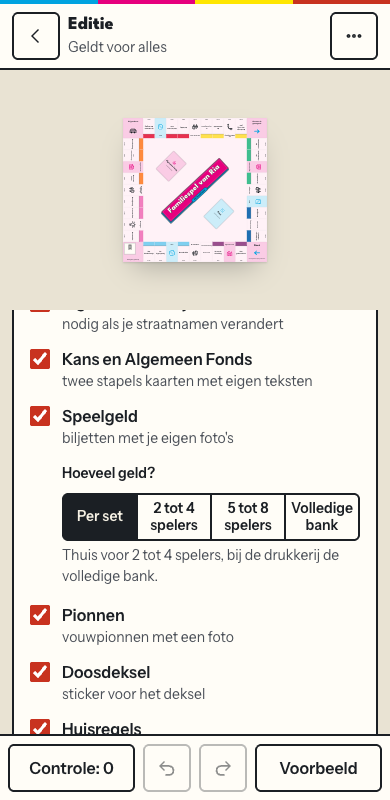 Editie
Geldt voor alles
Familiespel van Ria
nodig als je straatnamen verandert
Kans en Algemeen Fonds
twee stapels kaarten met eigen teksten
Speelgeld
biljetten met je eigen foto's
Hoeveel geld?
Per set
2 tot 4
spelers
5 tot 8
spelers
Volledige
bank
Thuis voor 2 tot 4 spelers, bij de drukkerij de
volledige bank.
Pionnen
vouwpionnen met een foto
Doosdeksel
sticker voor het deksel
Huisregels
Controle: 0
Voorbeeld